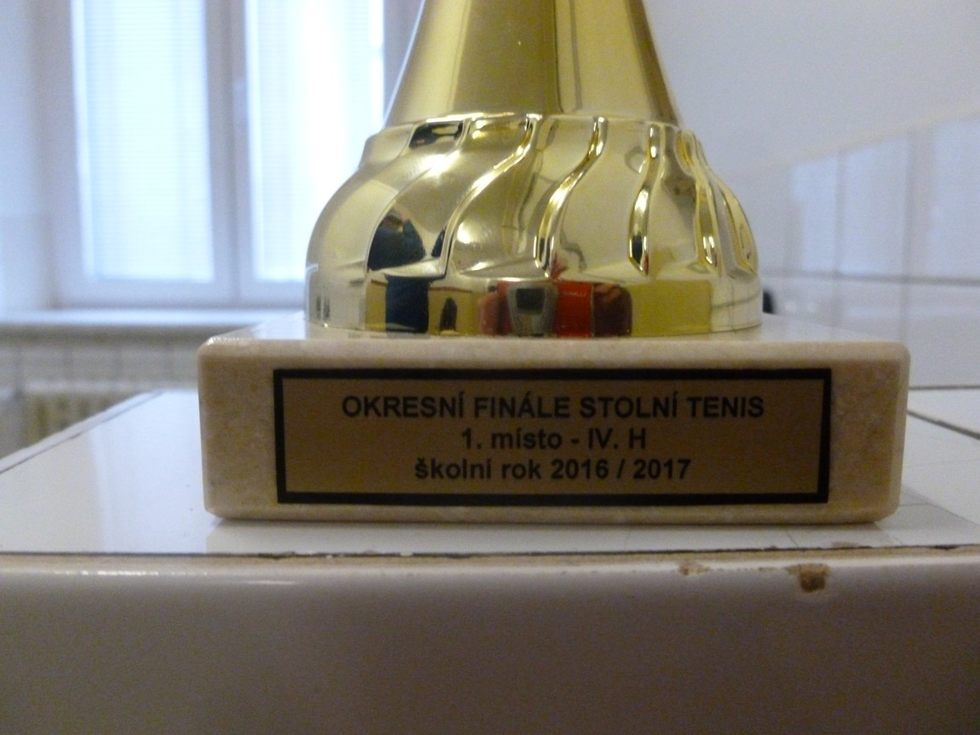 OKRESNÍ FINÁLE STOLNÍ TENIS
1. místo - IV. H
školní rok 2016 / 2017